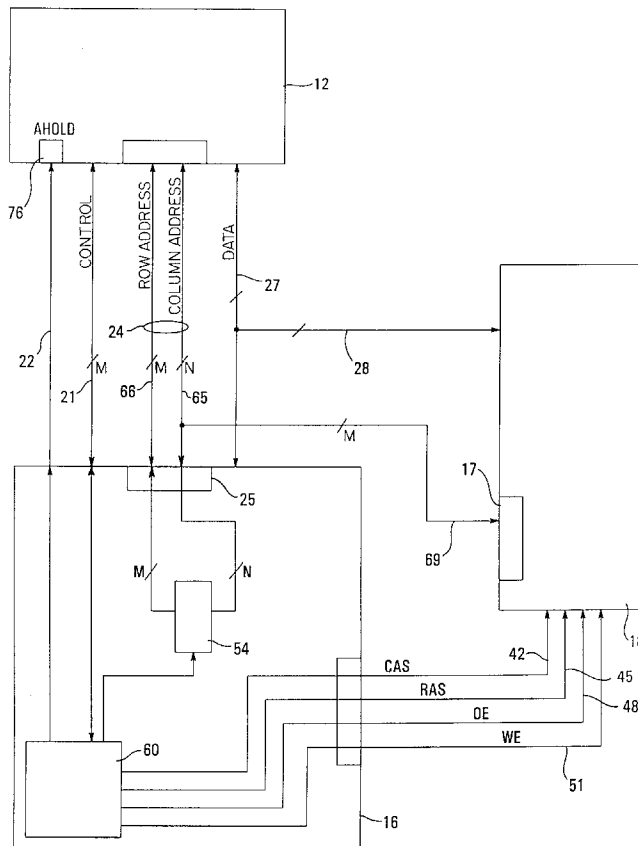 12
AHOLD
76
CONTROL
ROW ADDRESS
COLUMN ADDRESS
DATA
27
24
28
22
M
21
M
66
N
65
M
17
25
69
M
N
54
18
42
CAS
45
RAS
48
OE
WE
60
51
16